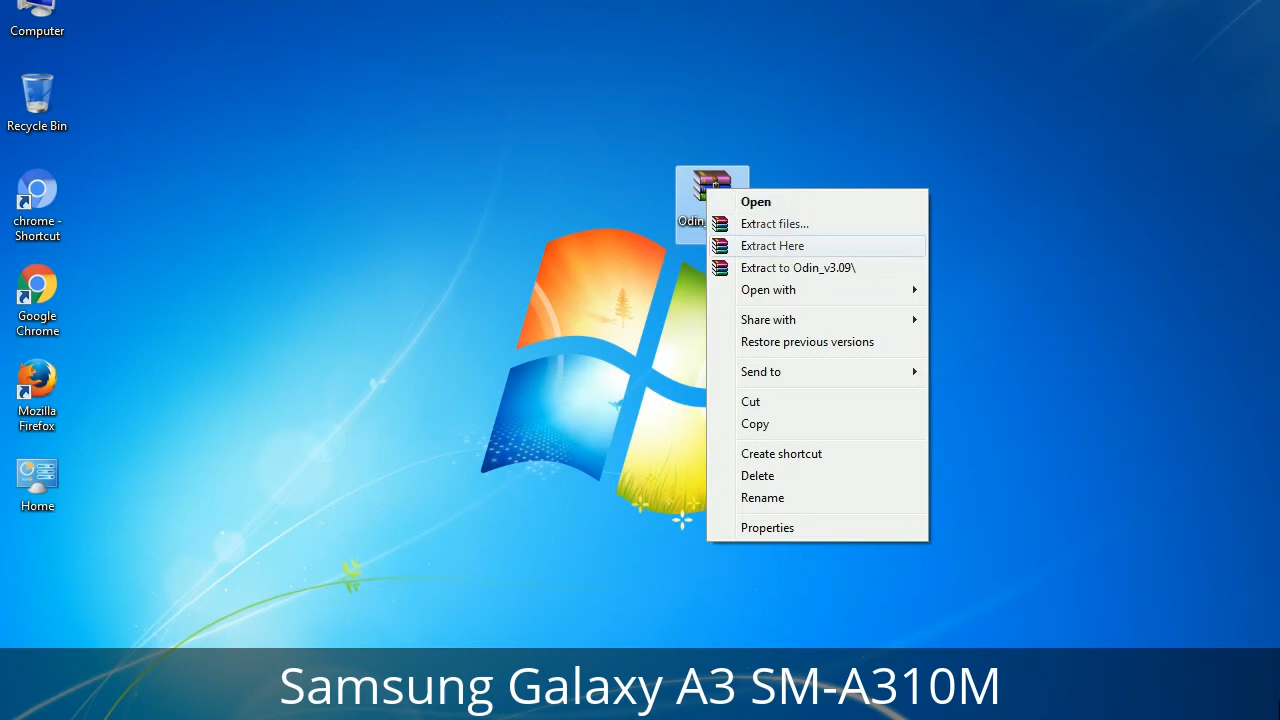 Computer
Recycle Bin
chrome -
Shortcut
Google
Chrome
Mozilla
Firefox
Home
Odin_
Open
Extract files...
Extract Here
Extract to Odin_v3.09\
Open with
Share with
Restore previous versions
Send to
Cut
Copy
Create shortcut
Delete
Rename
Properties
Samsung Galaxy A3 SM-A310M